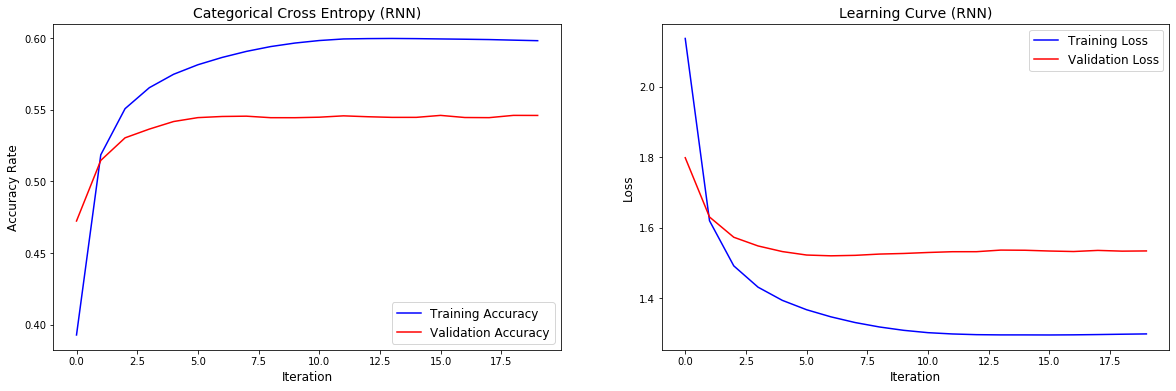 Categorical Cross Entropy (RNN)
0.60
0.55
0.50
0.45
0.40
Accuracy Rate
Training Accuracy
Validation Accuracy
0.0 2.5 5.0 7.5 10.0 12.5 15.0 17.5
Iteration
Learning Curve (RNN)
Training Loss
Validation Loss
2.0
1.8
1.6
1.4
Loss
0.0 2.5 5.0 7.5 10.0 12.5 15.0 17.5
Iteration